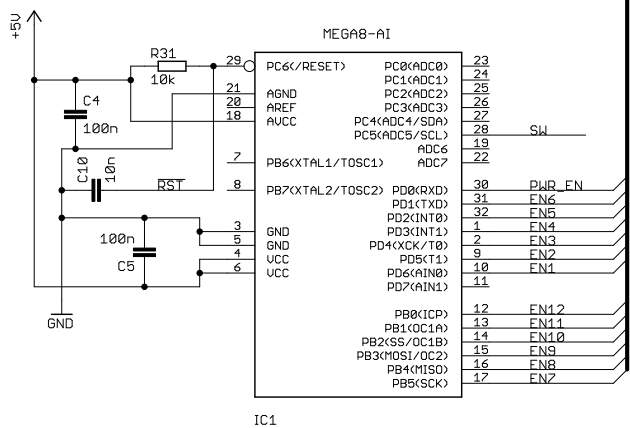 +5V
MEGA8-AI
R31
10k
29 PC6(/RESET) PC0(ADC0) 23
PC1(ADC1) 24
21 AGND PC2(ADC2) 25
20 AREF PC3(ADC3) 26
18 AVCC PC4(ADC4/SDA) 27
PC5(ADC5/SCL) 28 SW
ADC6 19
7 PB6(XTAL1/TOSC1) ADC7 22
C4
100n
C10
10n
RST
8 PB7(XTAL2/TOSC2) PD0(RXD) 30 PWR_EN
PD1(TXD) 31 EN6
PD2(INT0) 32 EN5
3 GND PD3(INT1) 1 EN4
5 GND PD4(XCK/T0) 2 EN3
4 VCC PD5(T1) 9 EN2
6 VCC PD6(AIN0) 10 EN1
PD7(AIN1) 11
100n
C5
GND
PB0(ICP) 12 EN12
PB1(OC1A) 13 EN11
PB2(SS/OC1B) 14 EN10
PB3(MOSI/OC2) 15 EN9
PB4(MISO) 16 EN8
PB5(SCK) 17 EN7
IC1